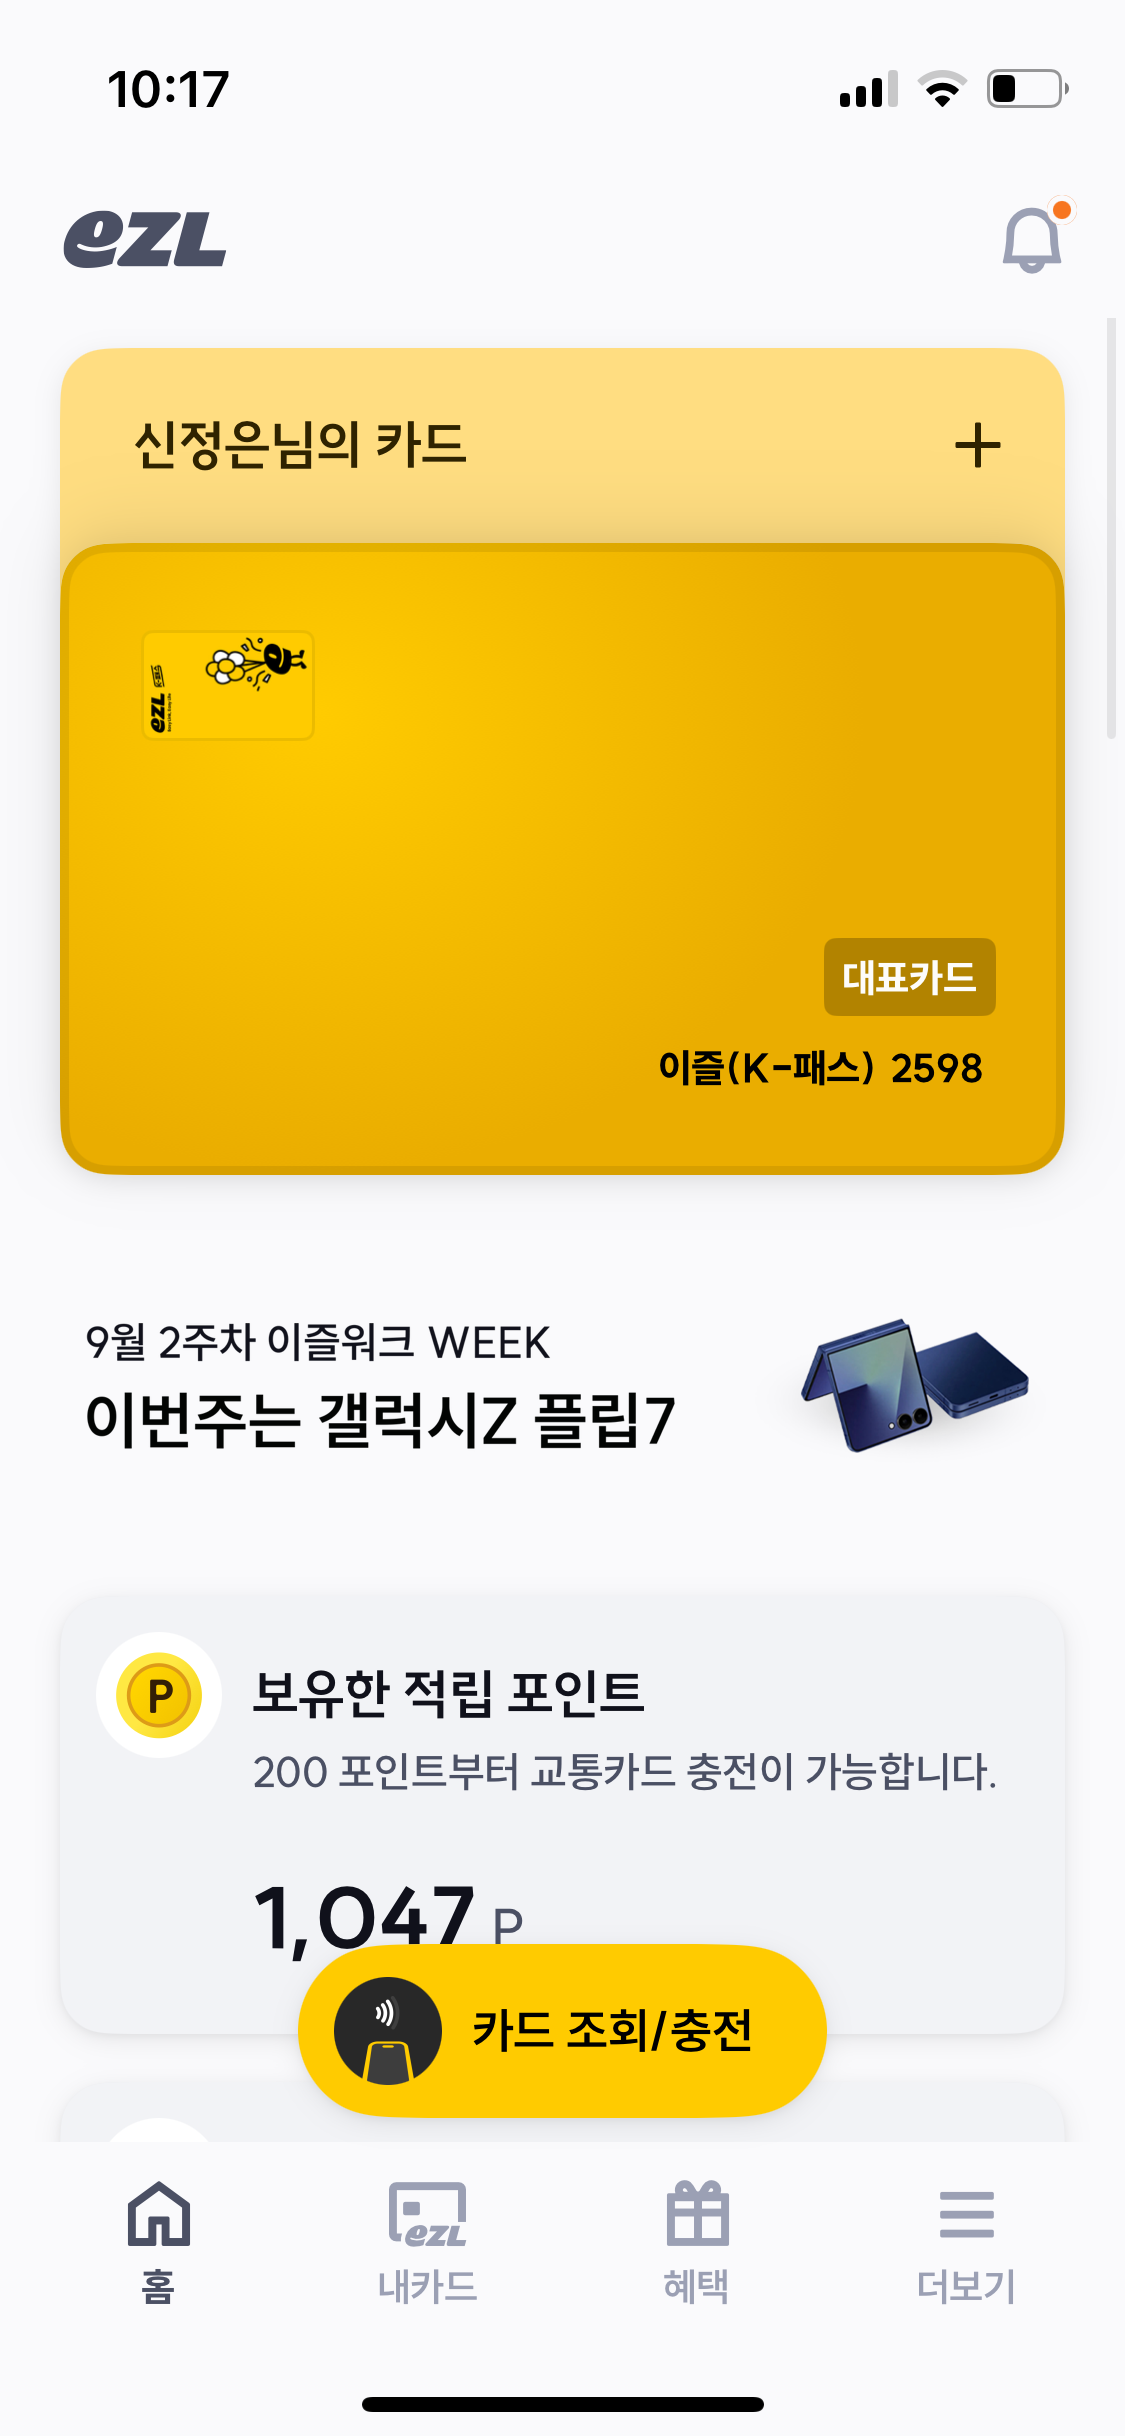 10:17
ezL
신정은님의 카드
ezL
대표카드
이즐(K-패스) 2598
9월 2주차 이즐워크 WEEK
이번주는 갤럭시Z 플립7
P
보유한 적립 포인트
200 포인트부터 교통카드 충전이 가능합니다.
1,047 P
카드 조회/충전
ezL
홈
내카드
혜택
더보기